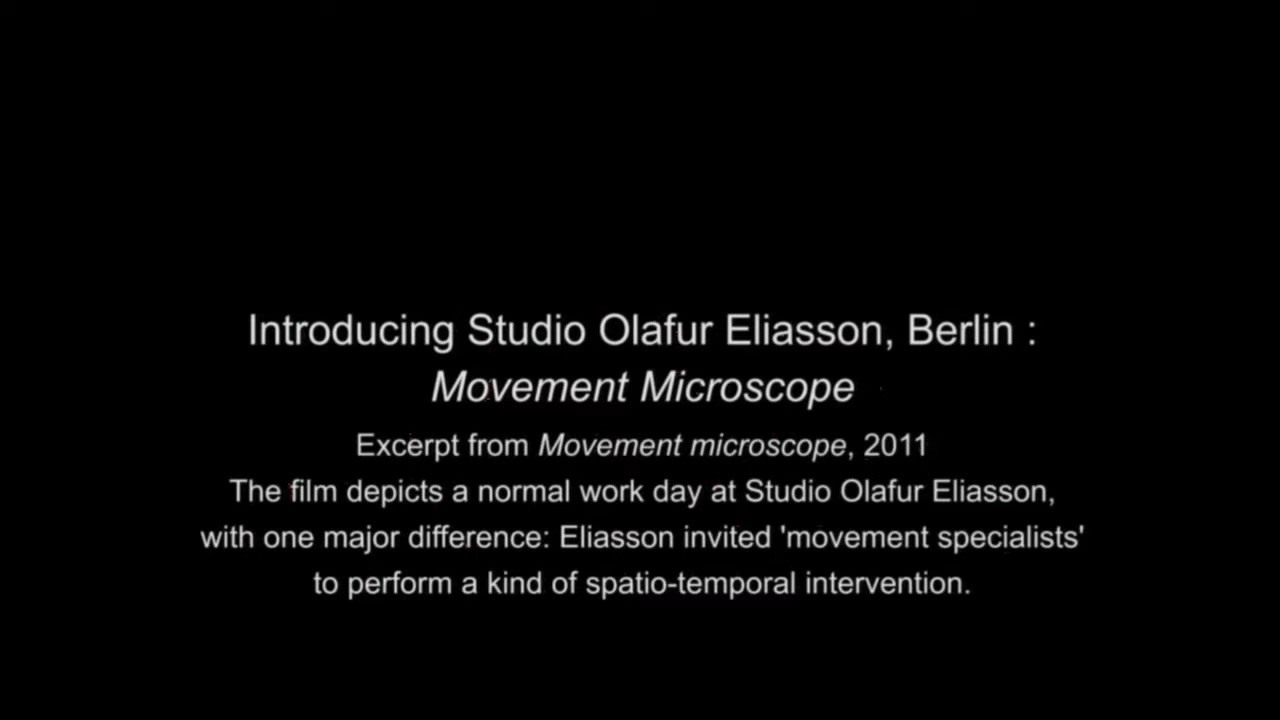 Introducing Studio Olafur Eliasson, Berlin :
Movement Microscope
Excerpt from Movement microscope, 2011
The film depicts a normal work day at Studio Olafur Eliasson,
with one major difference: Eliasson invited 'movement specialists'
to perform a kind of spatio-temporal intervention.